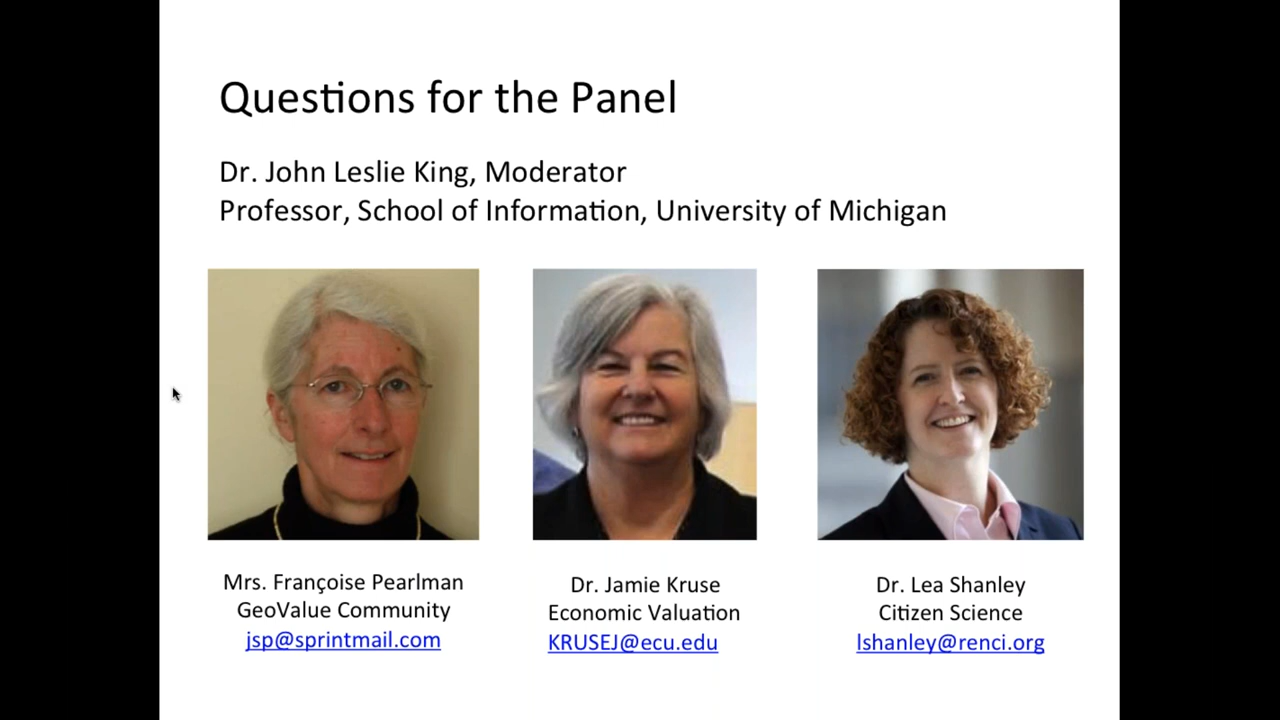 Questions for the Panel
Dr. John Leslie King, Moderator
Professor, School of Information, University of Michigan
Mrs. Françoise Pearlman
GeoValue Community
jsp@sprintmail.com
Dr. Jamie Kruse
Economic Valuation
KRUSEJ@ecu.edu
Dr. Lea Shanley
Citizen Science
lshanley@renci.org